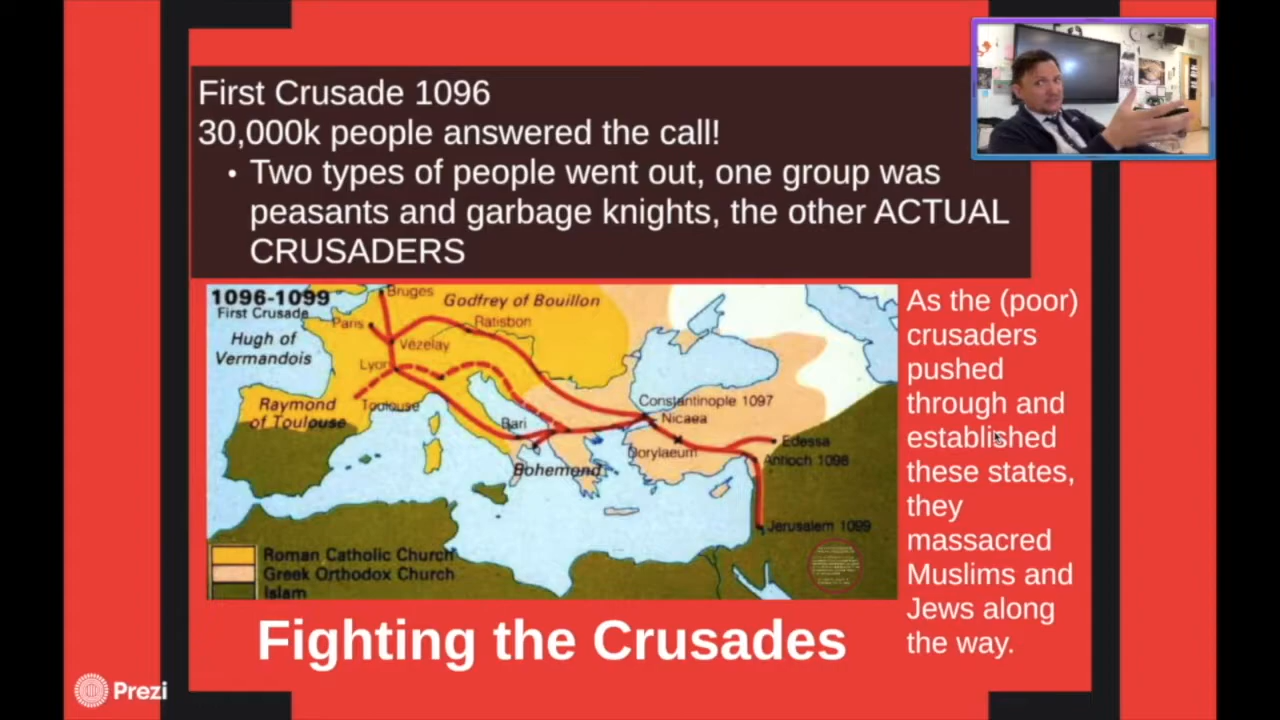 First Crusade 1096
30,000k people answered the call!
• Two types of people went out, one group was
peasants and garbage knights, the other ACTUAL
CRUSADERS
1096-1099
First Crusade
Bruges
Godfrey of Bouillon
Paris
Ratisbon
Hugh of
Vermandois
Vézelay
Lyon
Raymond
of Toulouse
Toulouse
Constantinople 1097
Nicaea
Bari
Dorylaeum
Edessa
Antioch 1098
Bohemond
Jerusalem 1099
Roman Catholic Church
Greek Orthodox Church
Islam
As the (poor)
crusaders
pushed
through and
established
these states,
they
massacred
Muslims and
Jews along
the way.
Fighting the Crusades
Prezi